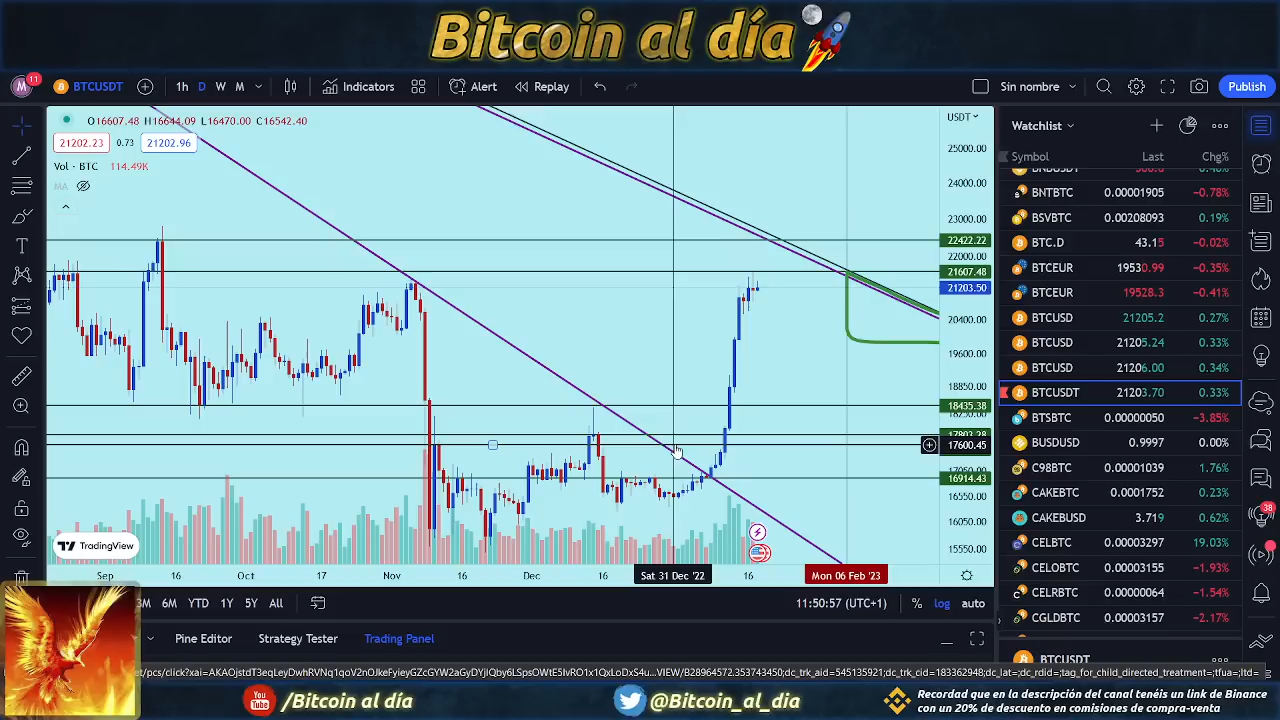 Bitcoin al día
M 11 BTCUSDT 1h D W M Indicators Alert Replay Sin nombre Publish
O16607.48 H16644.09 L16470.00 C16542.40
21202.23 0.73 21202.96
Vol · BTC 114.49K
MA
USDT
25000.00
24000.00
23000.00
22422.22
22000.00
21607.48
21203.50
20400.00
19600.00
18850.00
18435.38
17600.45
16914.43
16550.00
16050.00
15550.00
TradingView
Sep 16 Oct 17 Nov 16 Dec 16 Sat 31 Dec '22 16 Mon 06 Feb '23
3M 6M YTD 1Y 5Y All 11:50:57 (UTC+1) % log auto
Pine Editor Strategy Tester Trading Panel
Watchlist
Symbol Last Chg%
BNTBTC 0.00001905 −0.78%
BSVBTC 0.00208093 0.19%
BTC.D 43.15 −0.02%
BTCEUR 19530.99 −0.35%
BTCEUR 19528.3 −0.41%
BTCUSD 21205.2 0.27%
BTCUSD 21205.24 0.33%
BTCUSD 21206.00 0.34%
BTCUSDT 21203.70 0.33%
BTSBTC 0.00000050 −3.85%
BUSDUSD 0.9997 0.00%
C98BTC 0.00001039 1.76%
CAKEBTC 0.0001752 0.23%
CAKEBUSD 3.719 0.62%
CELBTC 0.00003297 19.03%
CELOBTC 0.00003115 −1.93%
CELRBTC 0.00000064 −1.54%
CGLDBTC 0.00003157 −2.17%
BTCUSDT
38
You Tube /Bitcoin al día
@Bitcoin_al_dia
Recordad que en la descripción del canal tenéis un link de Binance
con un 20% de descuento en comisiones de compra-venta